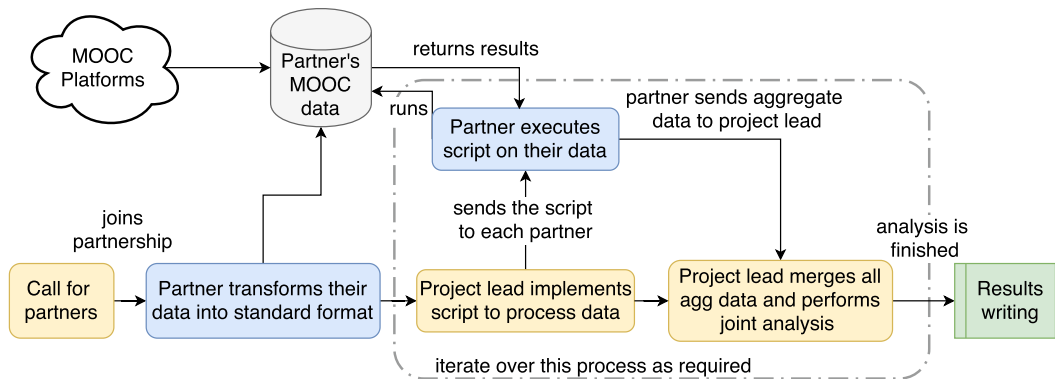 MOOC
Platforms
Partner's
MOOC
data
returns results
runs
Partner executes
script on their data
partner sends aggregate
data to project lead
sends the script
to each partner
joins
partnership
analysis is
finished
Call for
partners
Partner transforms their
data into standard format
Project lead implements
script to process data
Project lead merges all
agg data and performs
joint analysis
Results
writing
iterate over this process as required